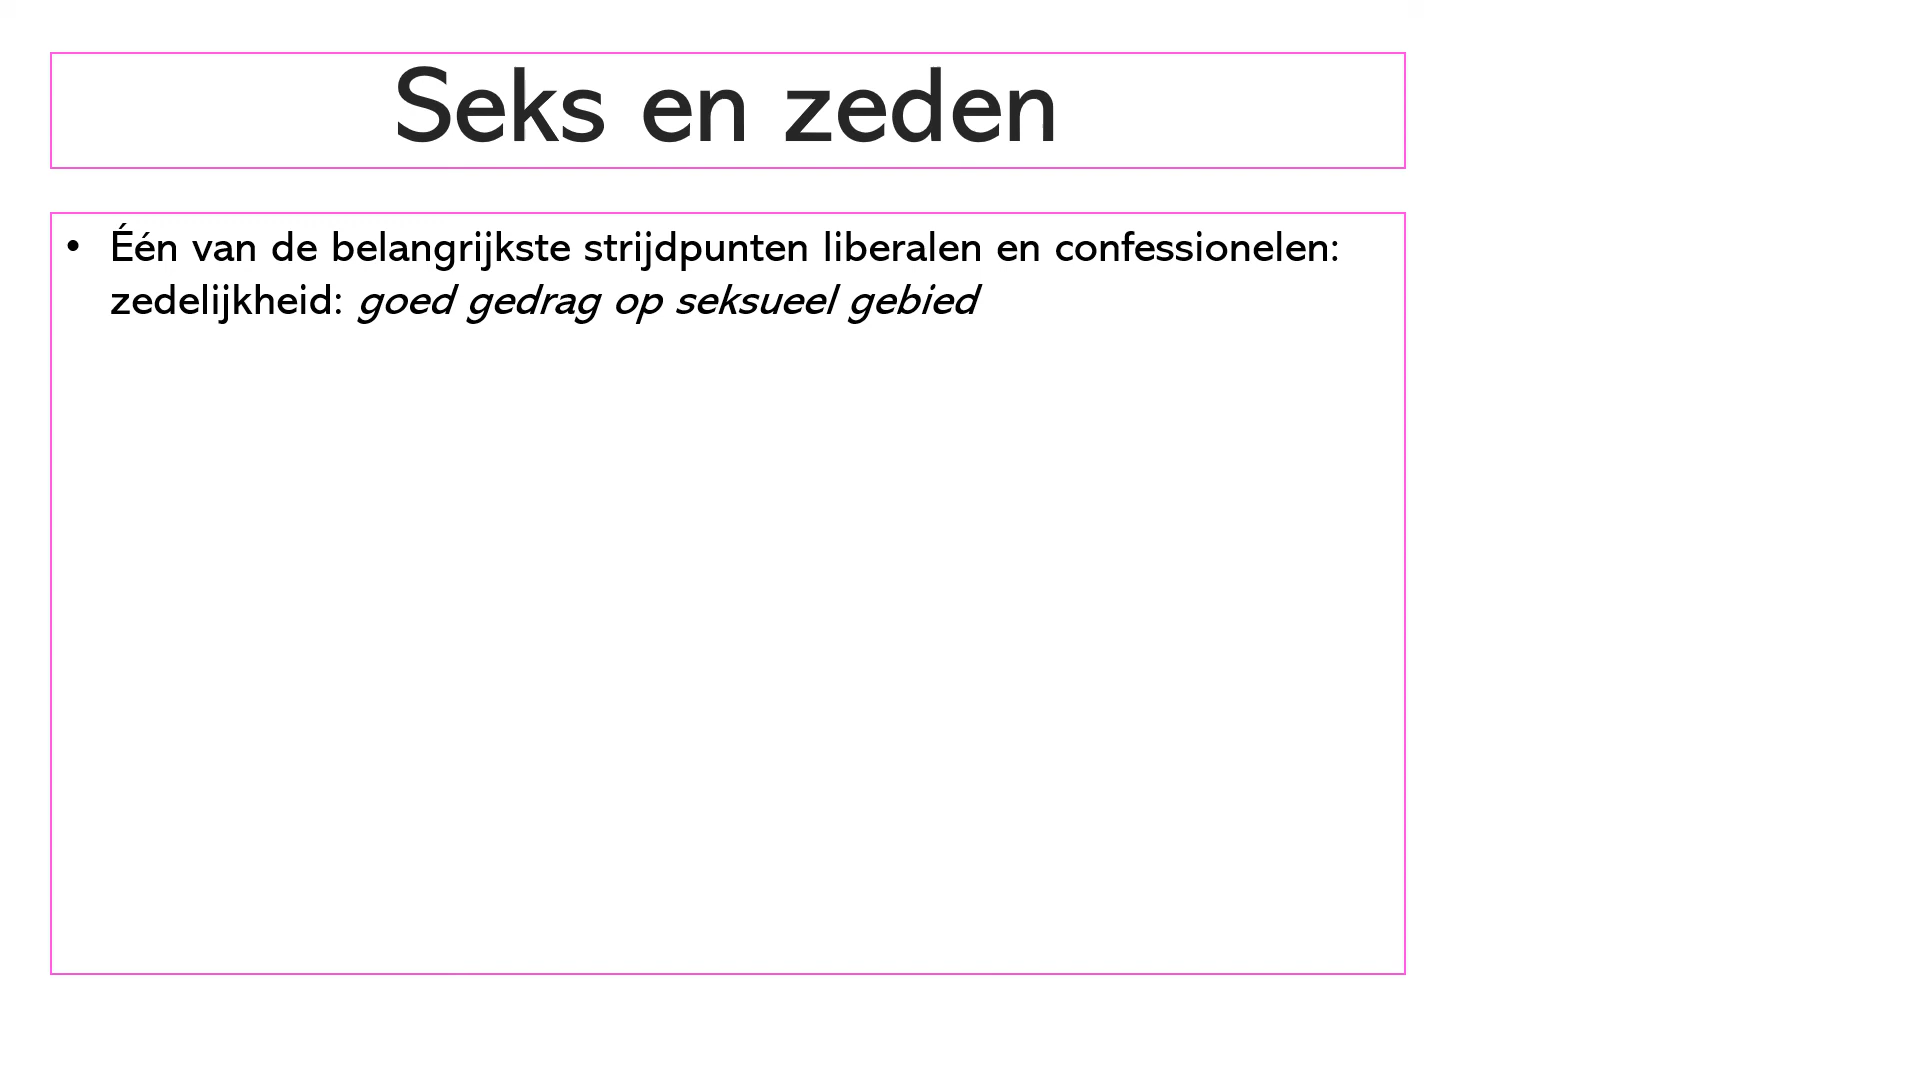 Seks en zeden
• Één van de belangrijkste strijdpunten liberalen en confessionelen:
zedelijkheid: goed gedrag op seksueel gebied